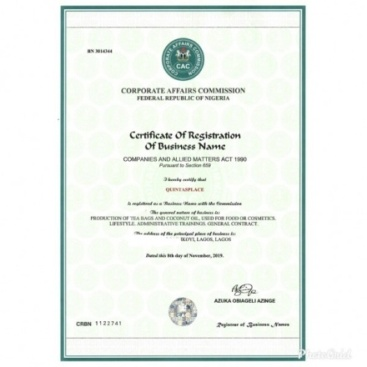 BN 3014344
CORPORATE AFFAIRS COMMISSION
CAC
CORPORATE AFFAIRS COMMISSION
FEDERAL REPUBLIC OF NIGERIA
Certificate Of Registration
Of Business Name
COMPANIES AND ALLIED MATTERS ACT 1990
Pursuant to Section 659
I hereby certify that
QUINTASPLACE
is registered as a Business Name with the Commission
The general nature of business is:
PRODUCTION OF TEA BAGS AND COCONUT OIL, USED FOR FOOD OR COSMETICS,
LIFESTYLE, ADMINISTRATIVE TRAININGS, GENERAL CONTRACT.
The address of the principal place of business is:
IKOYI, LAGOS, LAGOS
Dated this 8th day of November, 2019.
AZUKA OBIAGELI AZINGE
CRBN 1122741
Registrar of Business Names